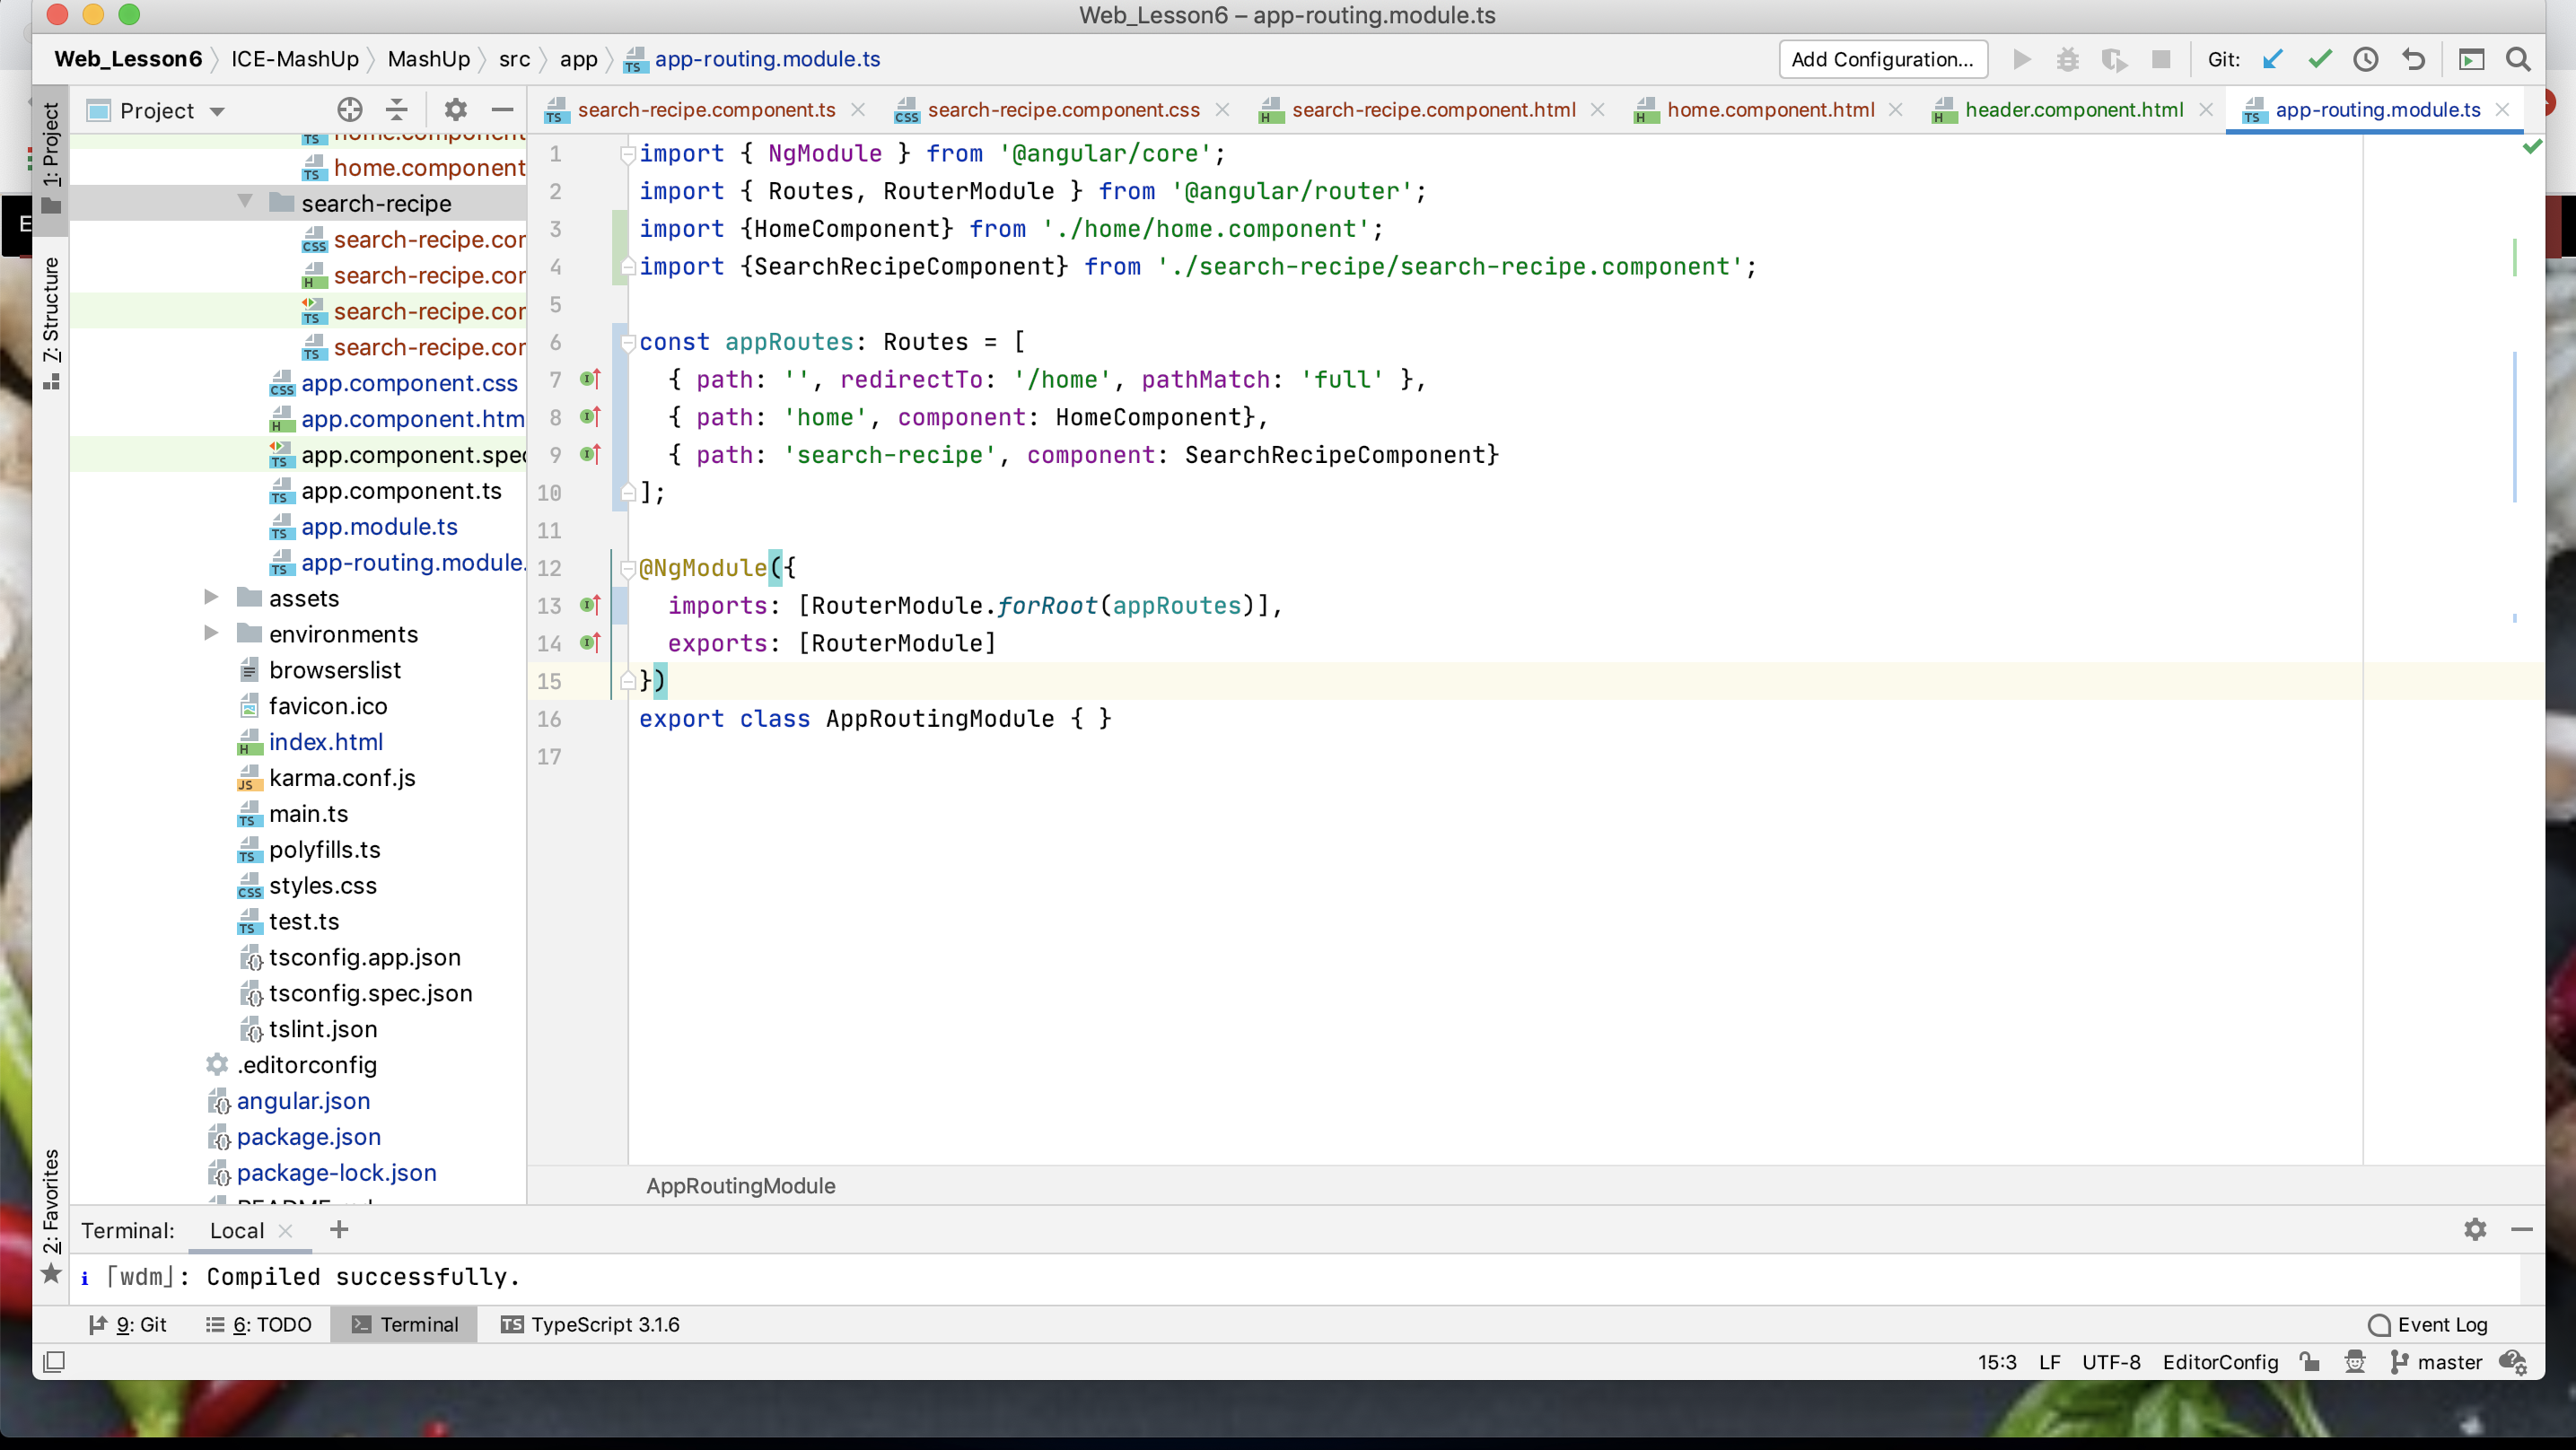 Web_Lesson6 – app-routing.module.ts
Web_Lesson6 ICE-MashUp MashUp src app app-routing.module.ts
Add Configuration... Git:
1: Project
7: Structure
2: Favorites
Project
search-recipe.component.ts
search-recipe.component.css
search-recipe.component.html
home.component.html
header.component.html
app-routing.module.ts
home.component
home.component
search-recipe
search-recipe.cor
search-recipe.cor
search-recipe.cor
search-recipe.cor
app.component.css
app.component.htm
app.component.spec
app.component.ts
app.module.ts
app-routing.module.
assets
environments
browserslist
favicon.ico
index.html
karma.conf.js
main.ts
polyfills.ts
styles.css
test.ts
tsconfig.app.json
tsconfig.spec.json
tslint.json
.editorconfig
angular.json
package.json
package-lock.json
1 import { NgModule } from '@angular/core';
2 import { Routes, RouterModule } from '@angular/router';
3 import {HomeComponent} from './home/home.component';
4 import {SearchRecipeComponent} from './search-recipe/search-recipe.component';
5
6 const appRoutes: Routes = [
7 { path: '', redirectTo: '/home', pathMatch: 'full' },
8 { path: 'home', component: HomeComponent},
9 { path: 'search-recipe', component: SearchRecipeComponent}
10 ];
11
12 @NgModule({
13 imports: [RouterModule.forRoot(appRoutes)],
14 exports: [RouterModule]
15 })
16 export class AppRoutingModule { }
17
AppRoutingModule
Terminal: Local
i ｢wdm｣: Compiled successfully.
9: Git 6: TODO Terminal TypeScript 3.1.6 Event Log
15:3 LF UTF-8 EditorConfig master